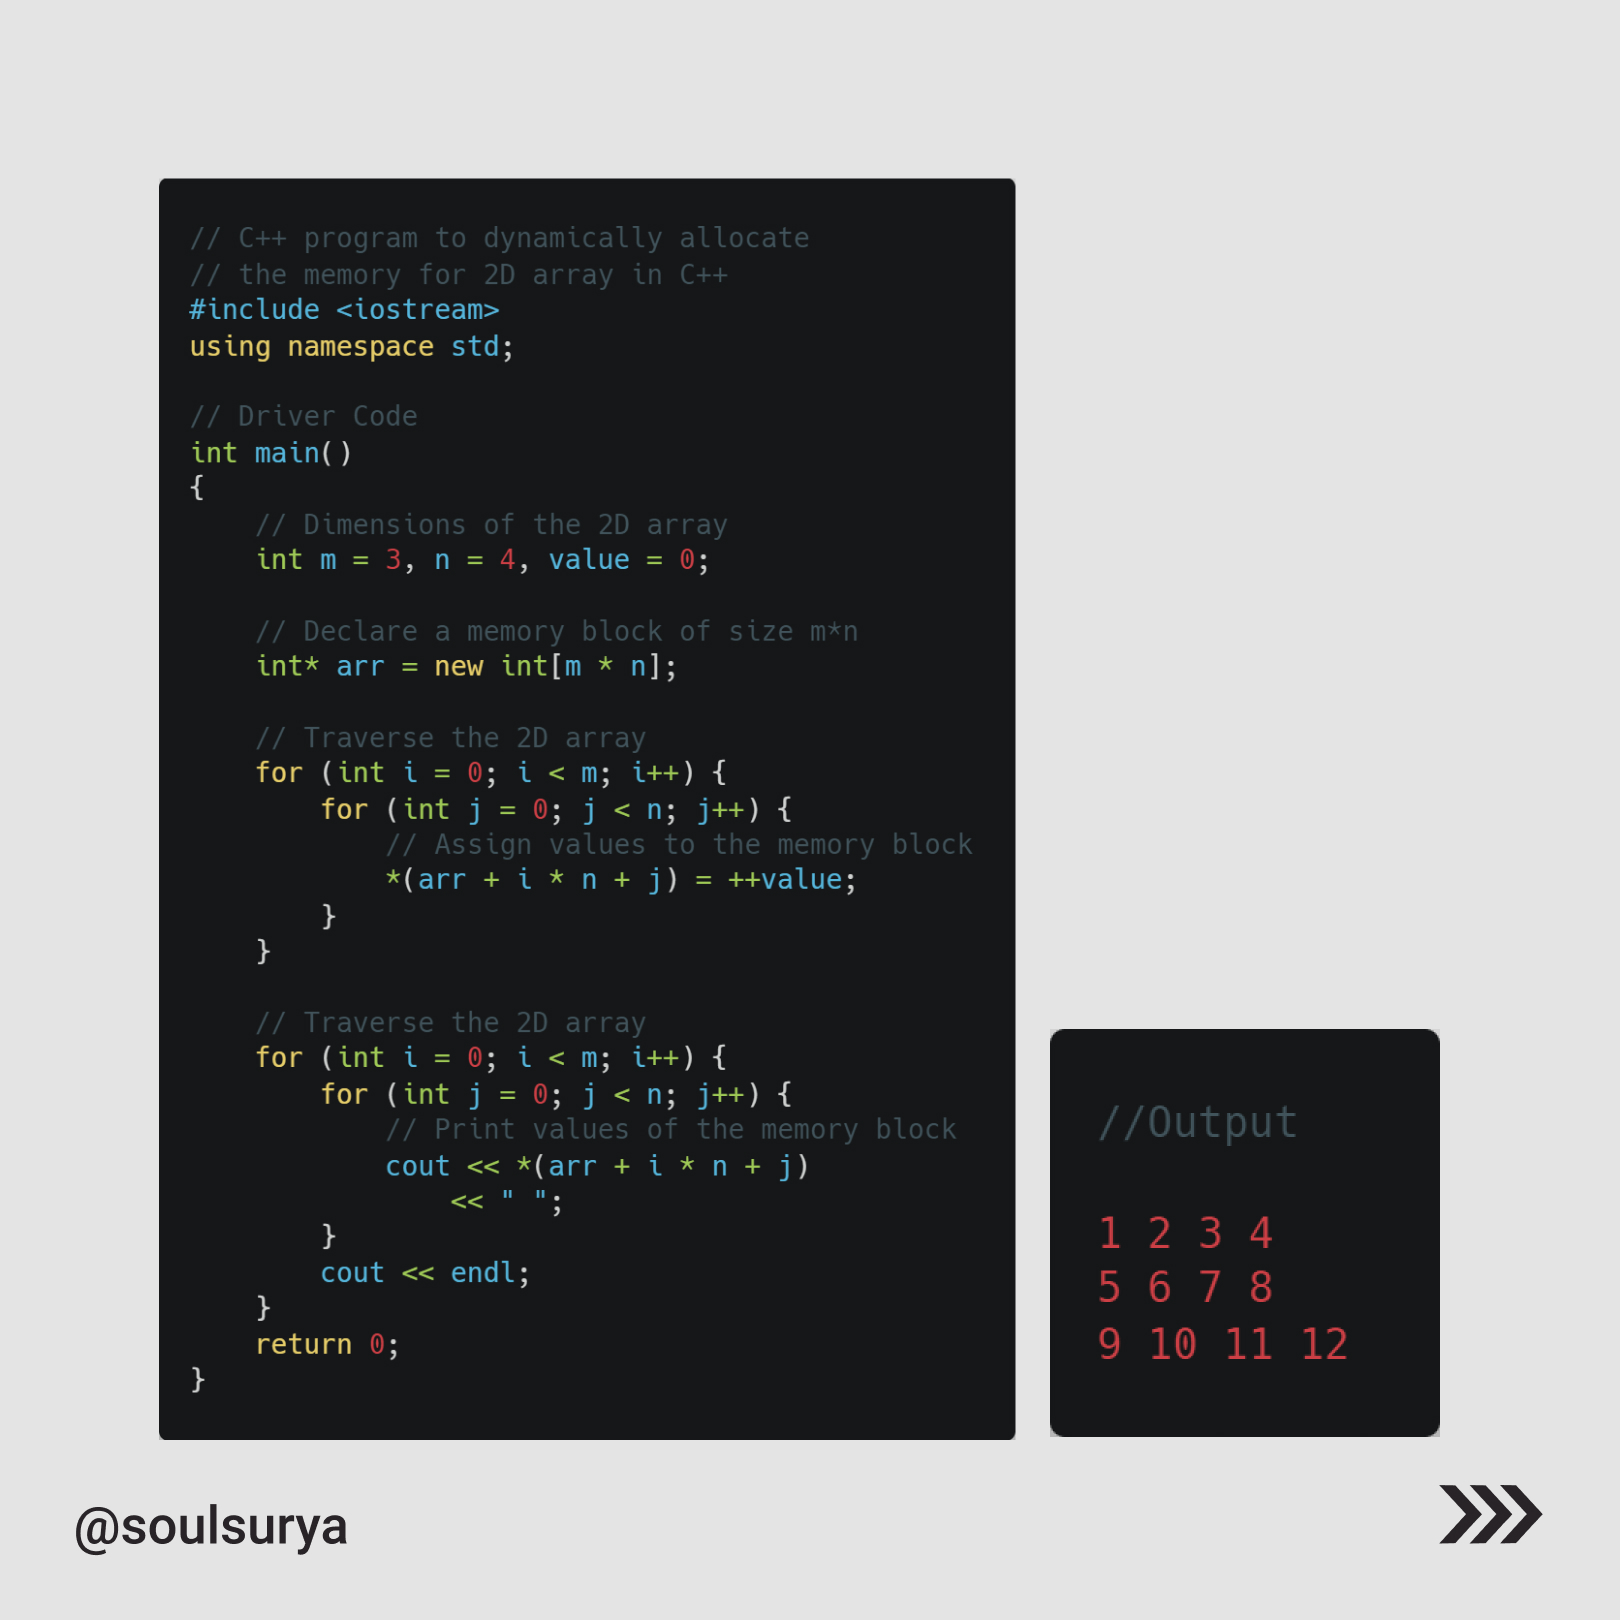 // C++ program to dynamically allocate
// the memory for 2D array in C++
#include <iostream>
using namespace std;

// Driver Code
int main()
{
    // Dimensions of the 2D array
    int m = 3, n = 4, value = 0;

    // Declare a memory block of size m*n
    int* arr = new int[m * n];

    // Traverse the 2D array
    for (int i = 0; i < m; i++) {
        for (int j = 0; j < n; j++) {
            // Assign values to the memory block
            *(arr + i * n + j) = ++value;
        }
    }

    // Traverse the 2D array
    for (int i = 0; i < m; i++) {
        for (int j = 0; j < n; j++) {
            // Print values of the memory block
            cout << *(arr + i * n + j)
                << " ";
        }
        cout << endl;
    }
    return 0;
}
//Output
1 2 3 4
5 6 7 8
9 10 11 12
@soulsurya